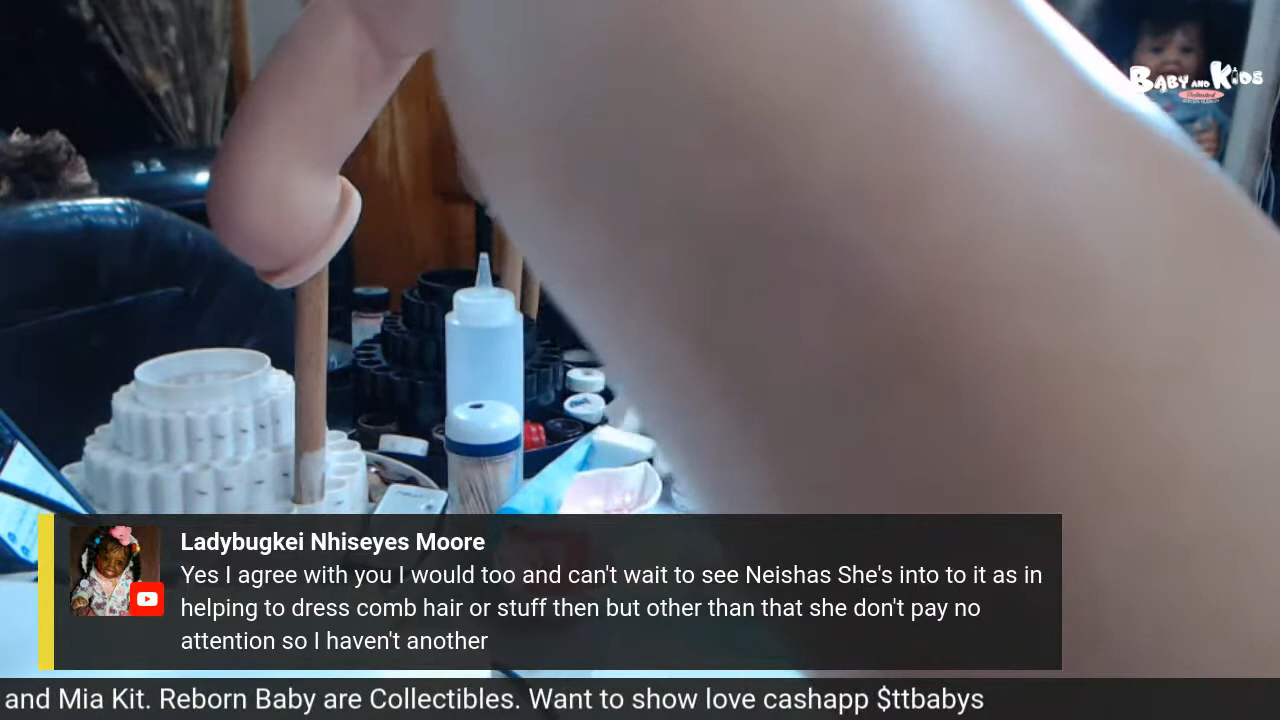 BABY AND KIDS
Unlimited
Ladybugkei Nhiseyes Moore
Yes I agree with you I would too and can't wait to see Neishas She's into to it as in
helping to dress comb hair or stuff then but other than that she don't pay no
attention so I haven't another
and Mia Kit. Reborn Baby are Collectibles. Want to show love cashapp $ttbabys